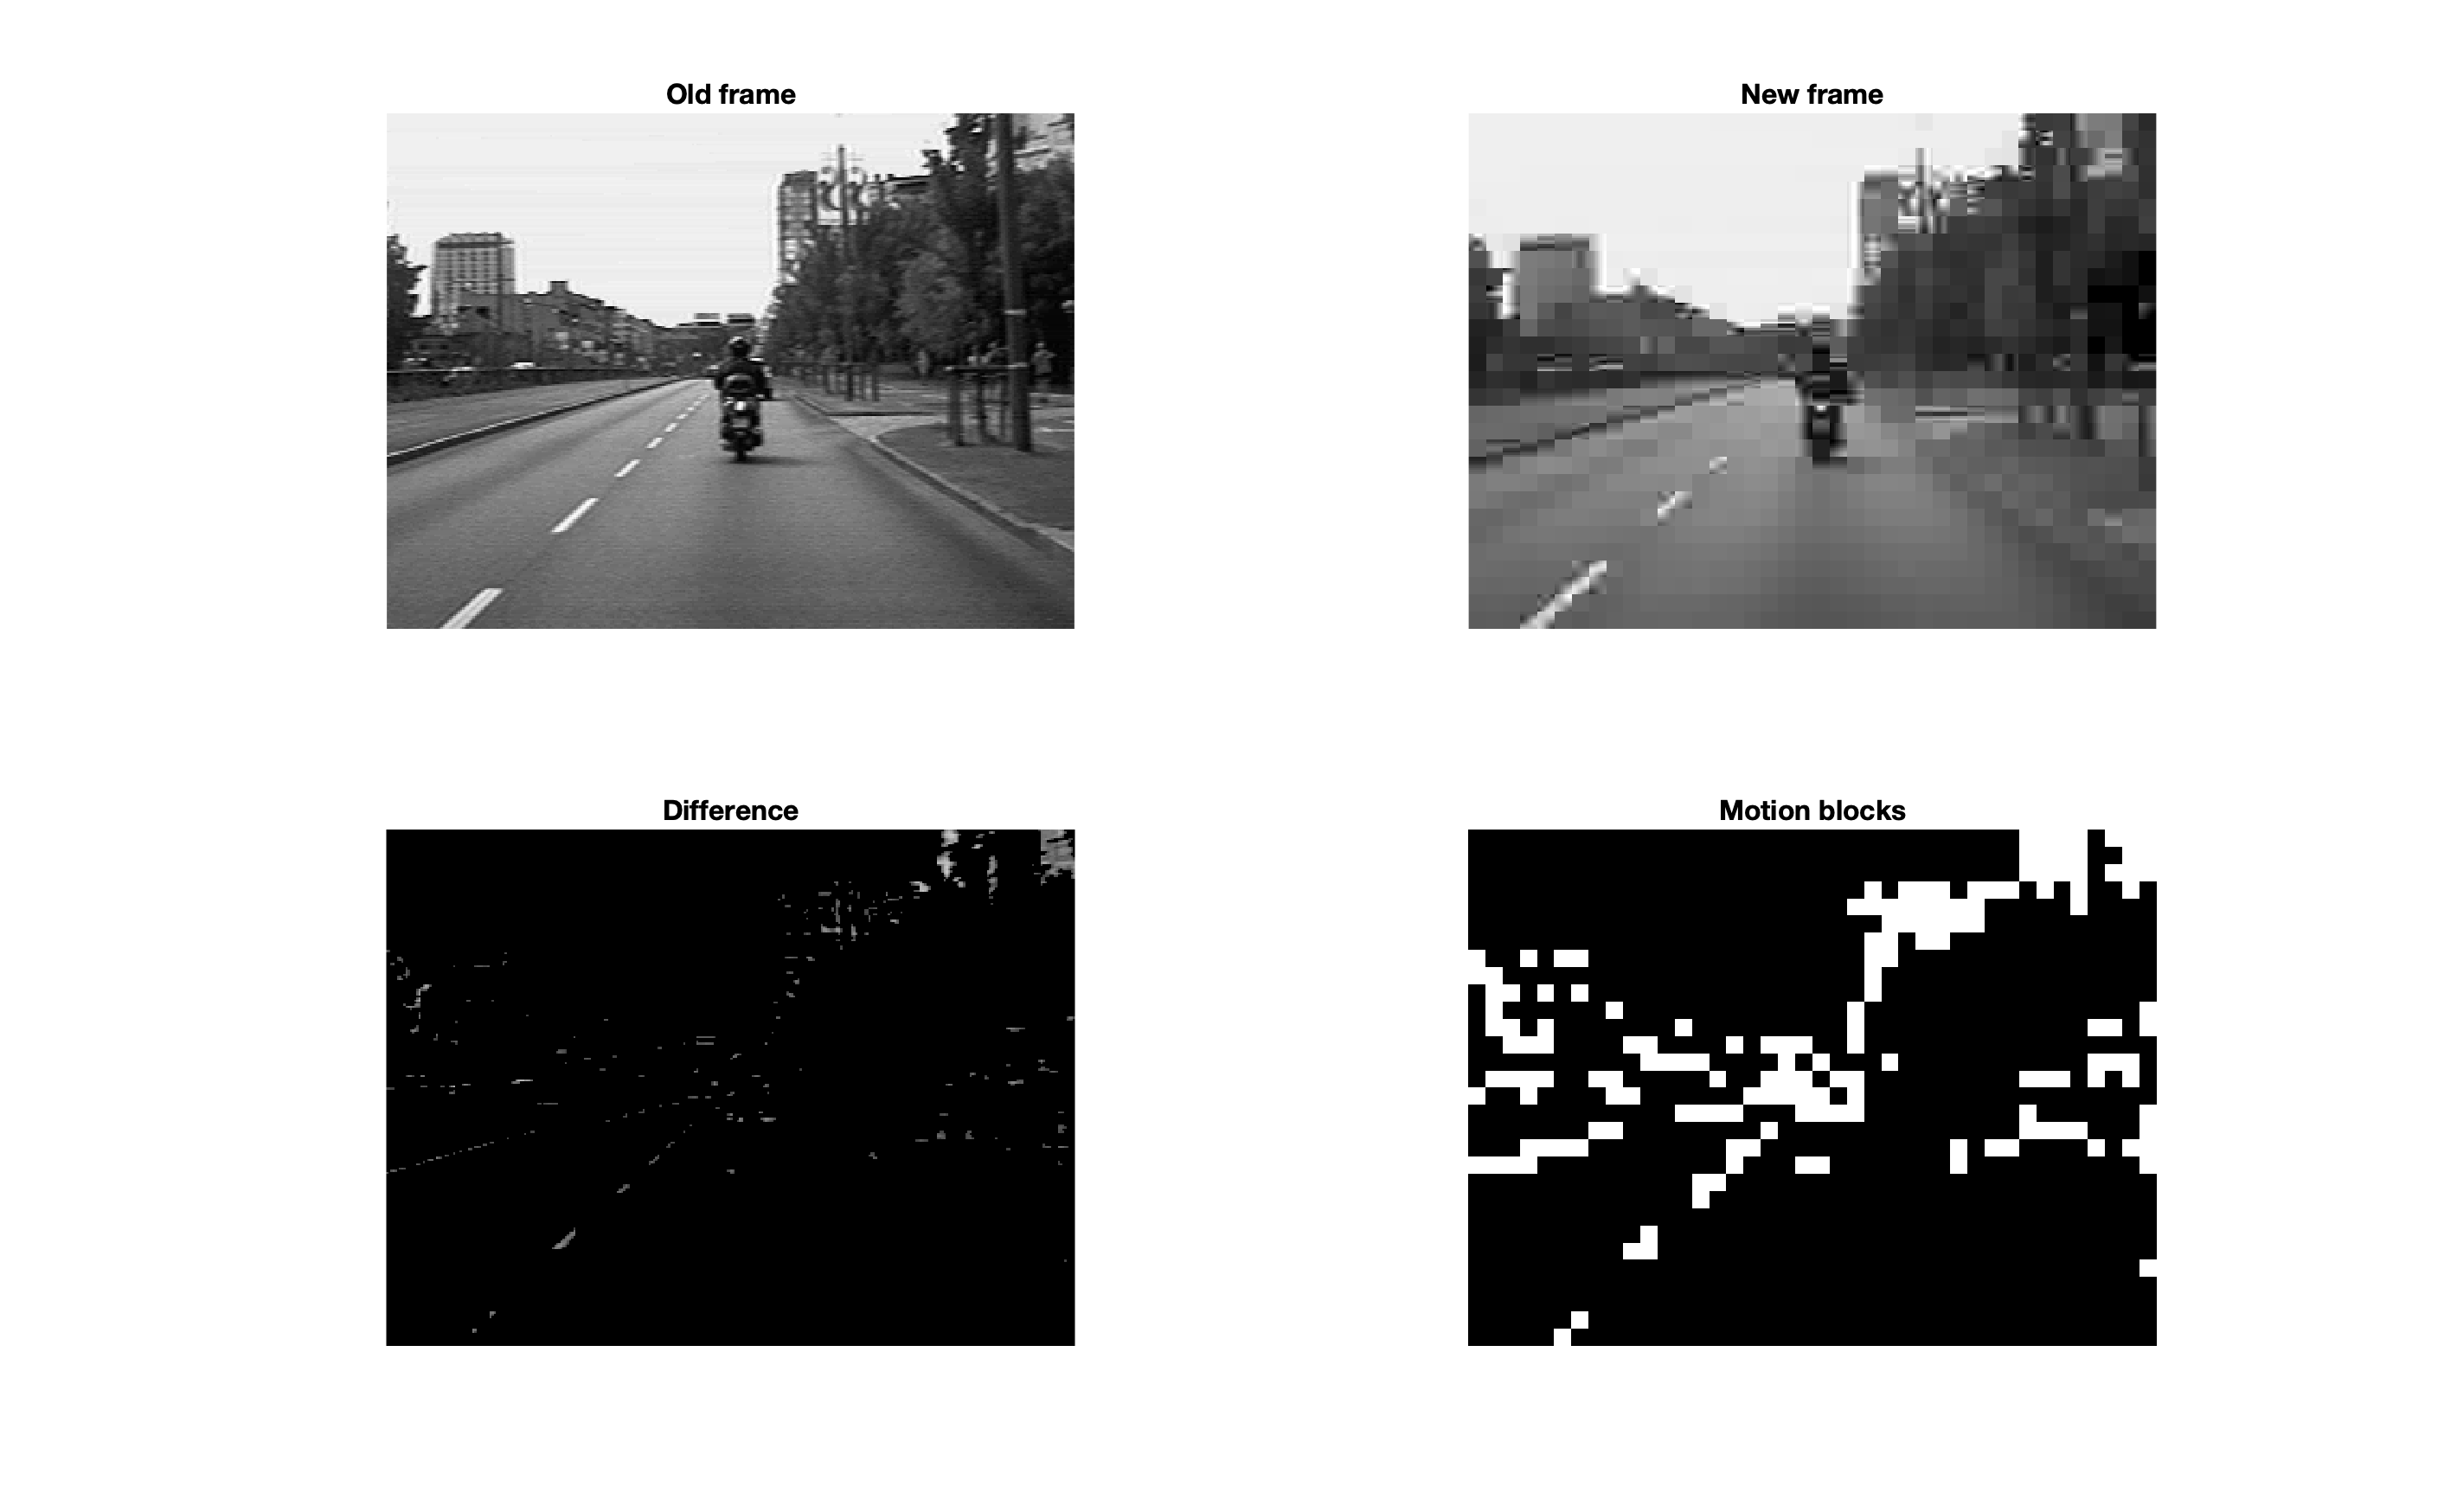 Old frame
New frame
Difference
Motion blocks